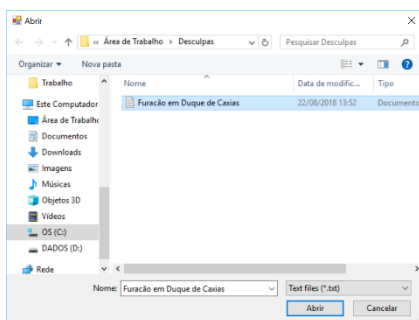 Abrir
« Área de Trabalho › Desculpas
Pesquisar Desculpas
Organizar
Nova pasta
Trabalho
Este Computador
Área de Trabalho
Documentos
Downloads
Imagens
Músicas
Objetos 3D
Vídeos
OS (C:)
DADOS (D:)
Rede
Nome
Data de modific...
Tipo
Furacão em Duque de Caxias
22/08/2018 13:52
Documento
Nome:
Furacão em Duque de Caxias
Text files (*.txt)
Abrir
Cancelar